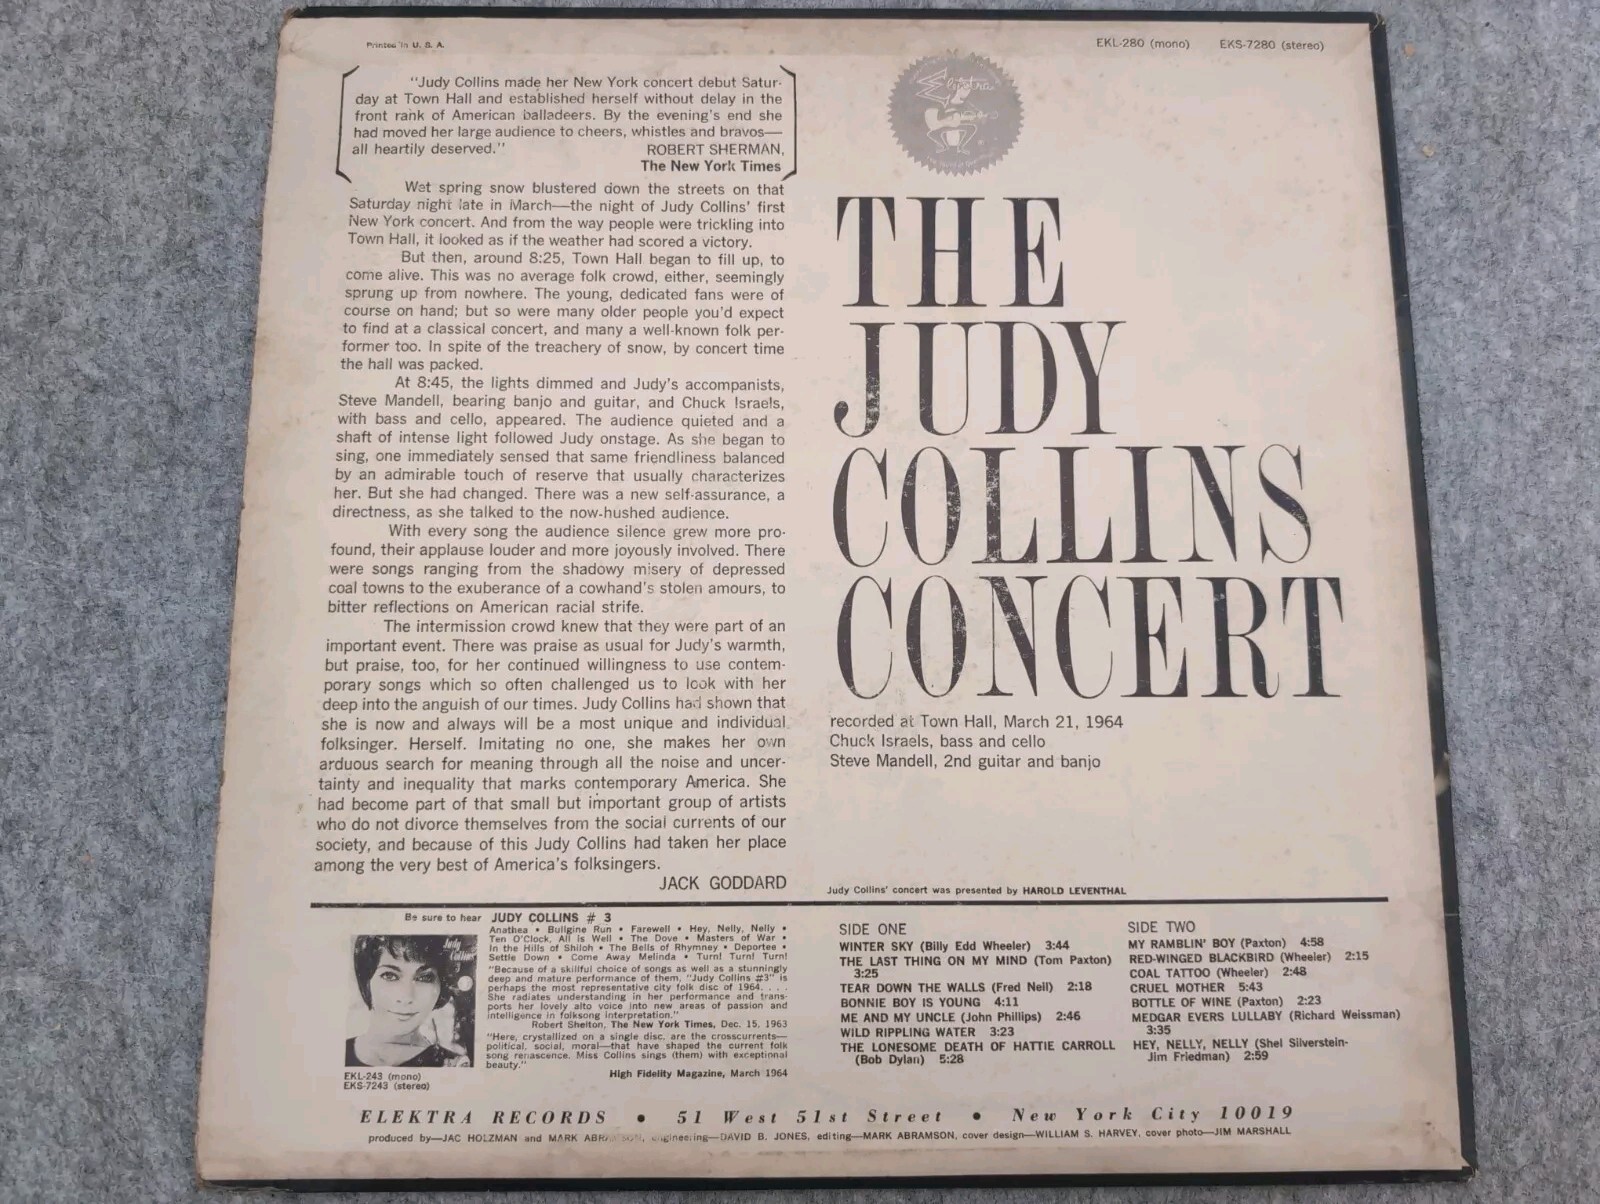 Printed in U. S. A.
EKL-280 (mono) EKS-7280 (stereo)
"Judy Collins made her New York concert debut Satur-
day at Town Hall and established herself without delay in the
front rank of American balladeers. By the evening's end she
had moved her large audience to cheers, whistles and bravos—
all heartily deserved." ROBERT SHERMAN,
The New York Times
Wet spring snow blustered down the streets on that
Saturday night late in March—the night of Judy Collins' first
New York concert. And from the way people were trickling into
Town Hall, it looked as if the weather had scored a victory.
But then, around 8:25, Town Hall began to fill up, to
come alive. This was no average folk crowd, either, seemingly
sprung up from nowhere. The young, dedicated fans were of
course on hand; but so were many older people you'd expect
to find at a classical concert, and many a well-known folk per-
former too. In spite of the treachery of snow, by concert time
the hall was packed.
At 8:45, the lights dimmed and Judy's accompanists,
Steve Mandell, bearing banjo and guitar, and Chuck Israels,
with bass and cello, appeared. The audience quieted and a
shaft of intense light followed Judy onstage. As she began to
sing, one immediately sensed that same friendliness balanced
by an admirable touch of reserve that usually characterizes
her. But she had changed. There was a new self-assurance, a
directness, as she talked to the now-hushed audience.
With every song the audience silence grew more pro-
found, their applause louder and more joyously involved. There
were songs ranging from the shadowy misery of depressed
coal towns to the exuberance of a cowhand's stolen amours, to
bitter reflections on American racial strife.
The intermission crowd knew that they were part of an
important event. There was praise as usual for Judy's warmth,
but praise, too, for her continued willingness to use contem-
porary songs which so often challenged us to look with her
deep into the anguish of our times. Judy Collins had shown that
she is now and always will be a most unique and individual
folksinger. Herself. Imitating no one, she makes her own
arduous search for meaning through all the noise and uncer-
tainty and inequality that marks contemporary America. She
had become part of that small but important group of artists
who do not divorce themselves from the social currents of our
society, and because of this Judy Collins had taken her place
among the very best of America's folksingers.
JACK GODDARD
Elektra
THE
JUDY
COLLINS
CONCERT
recorded at Town Hall, March 21, 1964
Chuck Israels, bass and cello
Steve Mandell, 2nd guitar and banjo
Judy Collins' concert was presented by HAROLD LEVENTHAL
Be sure to hear JUDY COLLINS # 3
Anathea • Bullgine Run • Farewell • Hey, Nelly, Nelly •
Ten O'Clock, All is Well • The Dove • Masters of War •
In the Hills of Shiloh • The Bells of Rhymney • Deportee •
Settle Down • Come Away Melinda • Turn! Turn! Turn!
"Because of a skillful choice of songs as well as a stunningly
deep and mature performance of them, "Judy Collins #3" is
perhaps the most representative city folk disc of 1964. . . .
She radiates understanding in her performance and trans-
ports her lovely alto voice into new areas of passion and
intelligence in folksong interpretation."
Robert Shelton, The New York Times, Dec. 15, 1963
"Here, crystallized on a single disc, are the crosscurrents—
political, social, moral—that have shaped the current folk
song renascence. Miss Collins sings (them) with exceptional
beauty."
High Fidelity Magazine, March 1964
Judy
Collins
EKL-243 (mono)
EKS-7243 (stereo)
SIDE ONE
WINTER SKY (Billy Edd Wheeler) 3:44
THE LAST THING ON MY MIND (Tom Paxton)
3:25
TEAR DOWN THE WALLS (Fred Neil) 2:18
BONNIE BOY IS YOUNG 4:11
ME AND MY UNCLE (John Phillips) 2:46
WILD RIPPLING WATER 3:23
THE LONESOME DEATH OF HATTIE CARROLL
(Bob Dylan) 5:28
SIDE TWO
MY RAMBLIN' BOY (Paxton) 4:58
RED-WINGED BLACKBIRD (Wheeler) 2:15
COAL TATTOO (Wheeler) 2:48
CRUEL MOTHER 5:43
BOTTLE OF WINE (Paxton) 2:23
MEDGAR EVERS LULLABY (Richard Weissman)
3:35
HEY, NELLY, NELLY (Shel Silverstein-
Jim Friedman) 2:59
ELEKTRA RECORDS • 51 West 51st Street • New York City 10019
produced by—JAC HOLZMAN and MARK ABRAMSON, engineering—DAVID B. JONES, editing—MARK ABRAMSON, cover design—WILLIAM S. HARVEY, cover photo—JIM MARSHALL